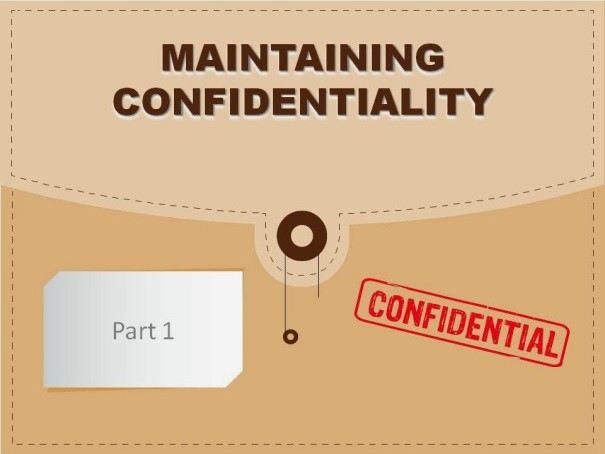 MAINTAINING
CONFIDENTIALITY
Part 1
CONFIDENTIAL